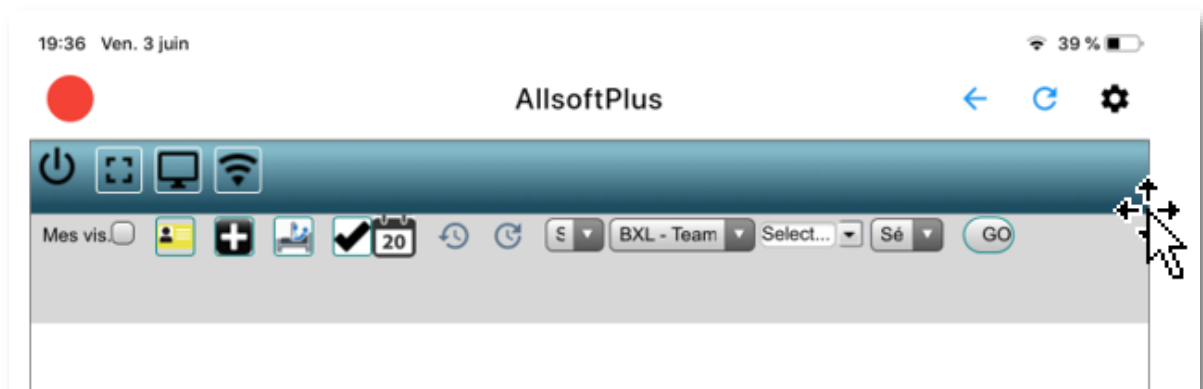 19:36 Ven. 3 juin 39 %
AllsoftPlus
Mes vis. 20 S BXL - Team Select... Sé GO